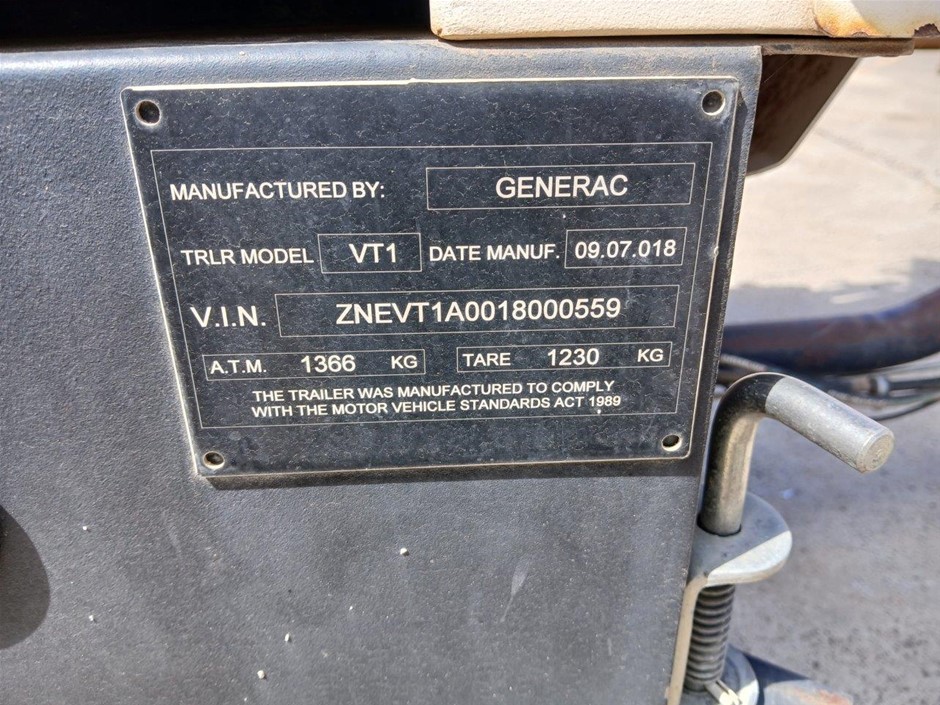 MANUFACTURED BY: GENERAC
TRLR MODEL VT1 DATE MANUF. 09.07.018
V.I.N. ZNEVT1A0018000559
A.T.M. 1366 KG TARE 1230 KG
THE TRAILER WAS MANUFACTURED TO COMPLY
WITH THE MOTOR VEHICLE STANDARDS ACT 1989